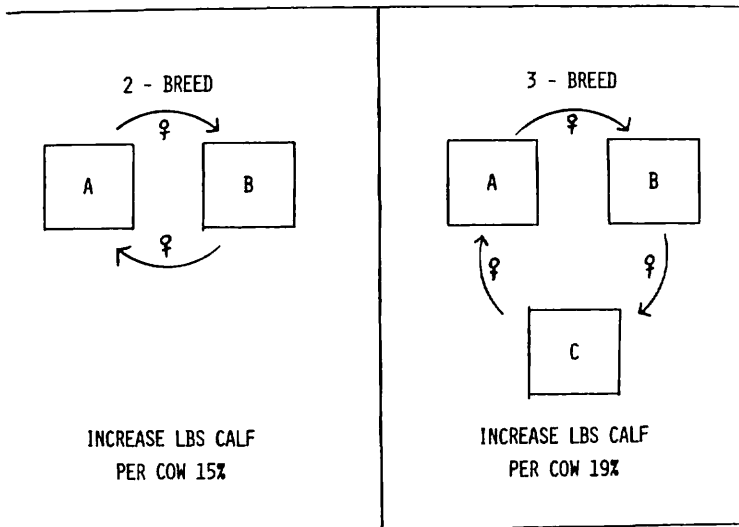 2 - BREED
♀
A
B
♀
INCREASE LBS CALF
PER COW 15%
3 - BREED
♀
A
B
♀
♀
C
INCREASE LBS CALF
PER COW 19%